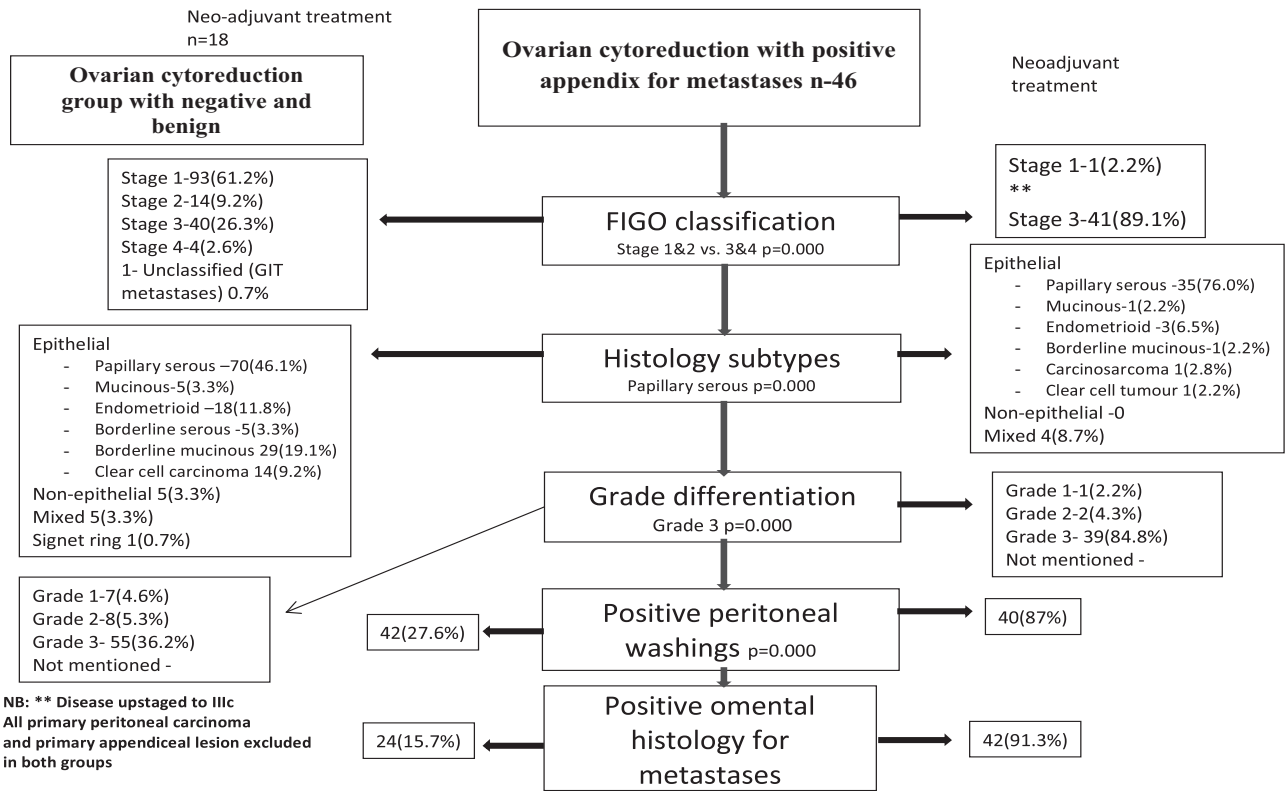 Neo-adjuvant treatment
n=18
Ovarian cytoreduction
group with negative and
benign
Ovarian cytoreduction with positive
appendix for metastases n-46
Neoadjuvant
treatment
Stage 1-93(61.2%)
Stage 2-14(9.2%)
Stage 3-40(26.3%)
Stage 4-4(2.6%)
1- Unclassified (GIT
metastases) 0.7%
FIGO classification
Stage 1&2 vs. 3&4 p=0.000
Stage 1-1(2.2%)
**
Stage 3-41(89.1%)
Epithelial
- Papillary serous –70(46.1%)
- Mucinous-5(3.3%)
- Endometrioid –18(11.8%)
- Borderline serous -5(3.3%)
- Borderline mucinous 29(19.1%)
- Clear cell carcinoma 14(9.2%)
Non-epithelial 5(3.3%)
Mixed 5(3.3%)
Signet ring 1(0.7%)
Histology subtypes
Papillary serous p=0.000
Epithelial
- Papillary serous -35(76.0%)
- Mucinous-1(2.2%)
- Endometrioid -3(6.5%)
- Borderline mucinous-1(2.2%)
- Carcinosarcoma 1(2.8%)
- Clear cell tumour 1(2.2%)
Non-epithelial -0
Mixed 4(8.7%)
Grade differentiation
Grade 3 p=0.000
Grade 1-1(2.2%)
Grade 2-2(4.3%)
Grade 3- 39(84.8%)
Not mentioned -
Grade 1-7(4.6%)
Grade 2-8(5.3%)
Grade 3- 55(36.2%)
Not mentioned -
42(27.6%)
Positive peritoneal
washings p=0.000
40(87%)
NB: ** Disease upstaged to IIIc
All primary peritoneal carcinoma
and primary appendiceal lesion excluded
in both groups
24(15.7%)
Positive omental
histology for
metastases
42(91.3%)